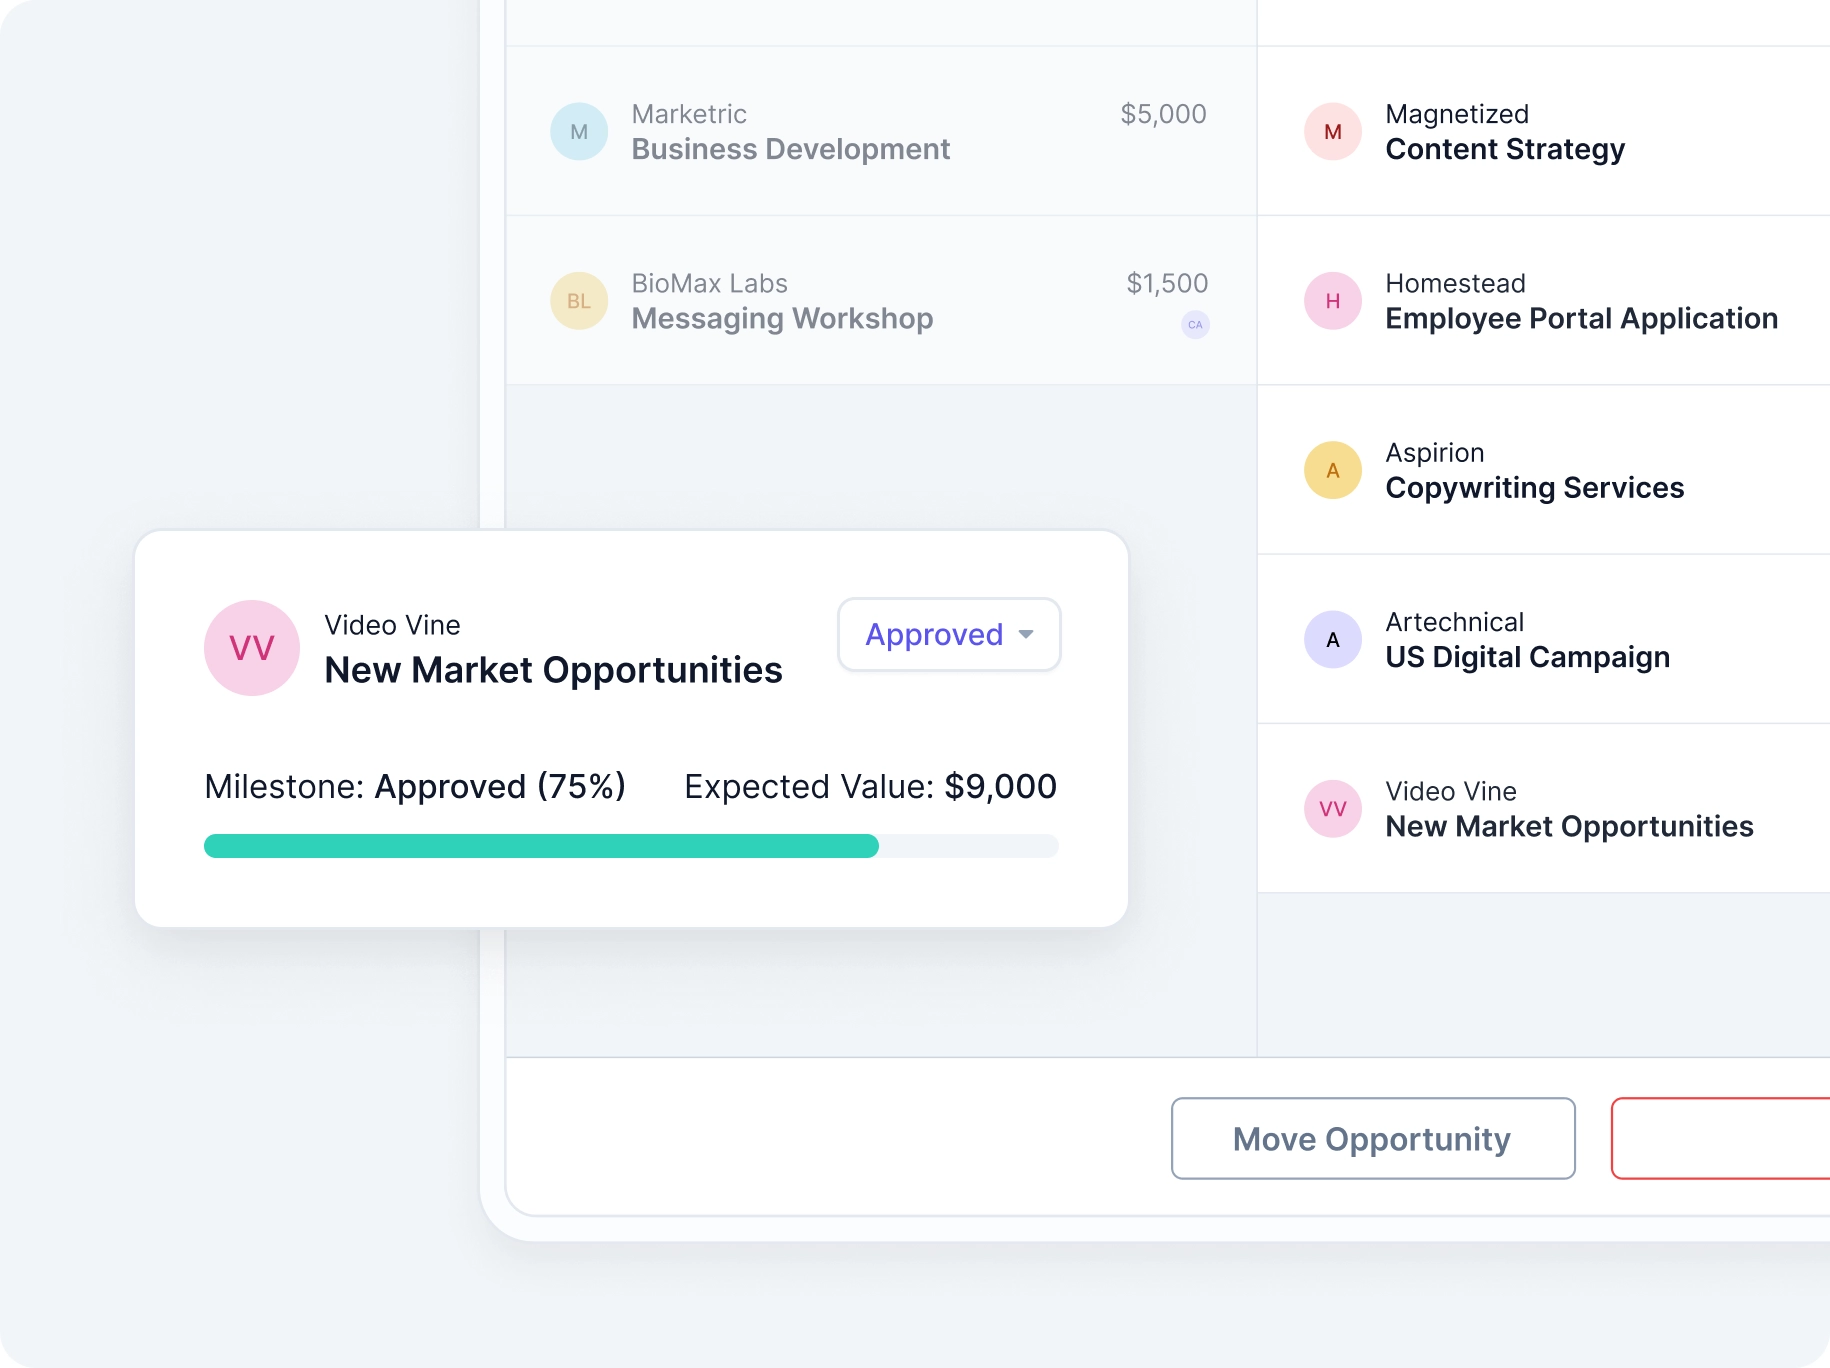 M
Marketric
Business Development
$5,000
BL
BioMax Labs
Messaging Workshop
$1,500
CA
M
Magnetized
Content Strategy
H
Homestead
Employee Portal Application
A
Aspirion
Copywriting Services
A
Artechnical
US Digital Campaign
VV
Video Vine
New Market Opportunities
VV
Video Vine
New Market Opportunities
Approved
Milestone: Approved (75%)
Expected Value: $9,000
Move Opportunity